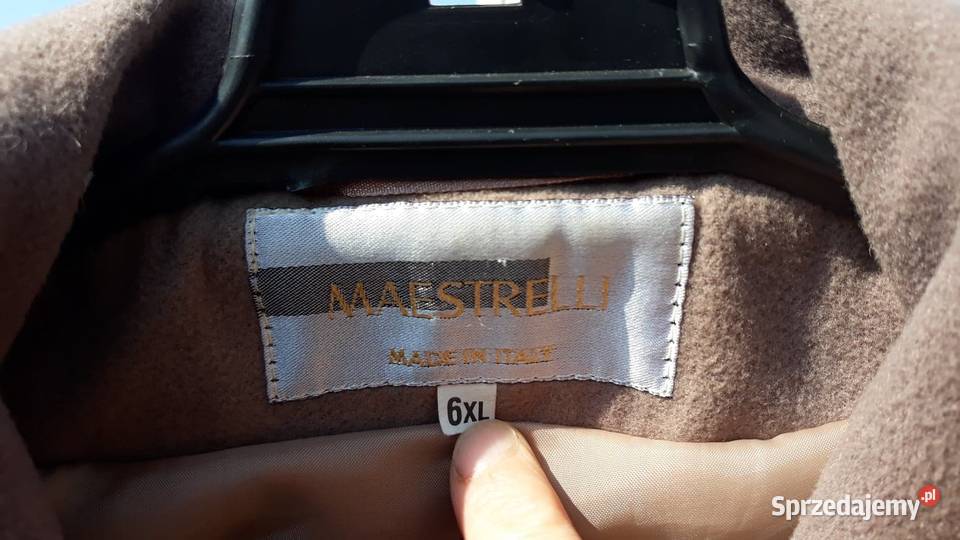 MAESTRELLI
MADE IN ITALY
6XL
Sprzedajemy.pl